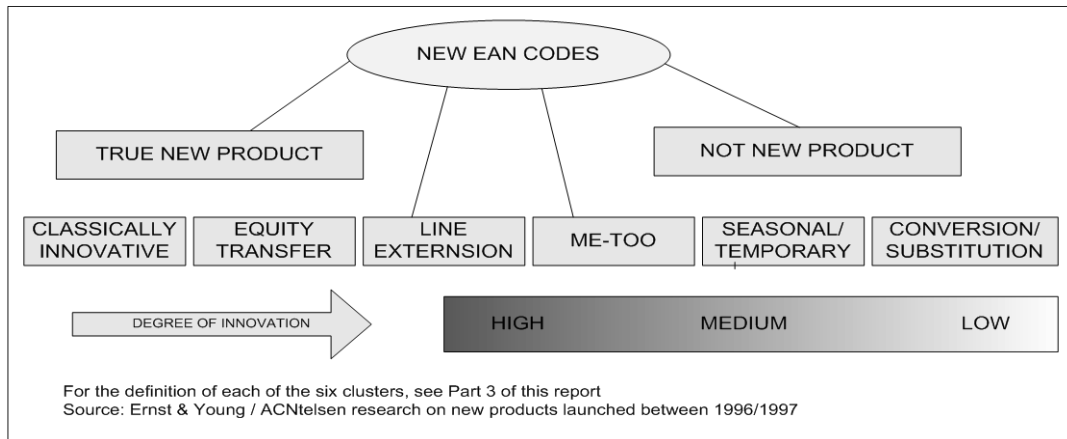 NEW EAN CODES
TRUE NEW PRODUCT
NOT NEW PRODUCT
CLASSICALLY
INNOVATIVE
EQUITY
TRANSFER
LINE
EXTERNSION
ME-TOO
SEASONAL/
TEMPORARY
CONVERSION/
SUBSTITUTION
DEGREE OF INNOVATION
HIGH
MEDIUM
LOW
For the definition of each of the six clusters, see Part 3 of this report
Source: Ernst & Young / ACNtelsen research on new products launched between 1996/1997